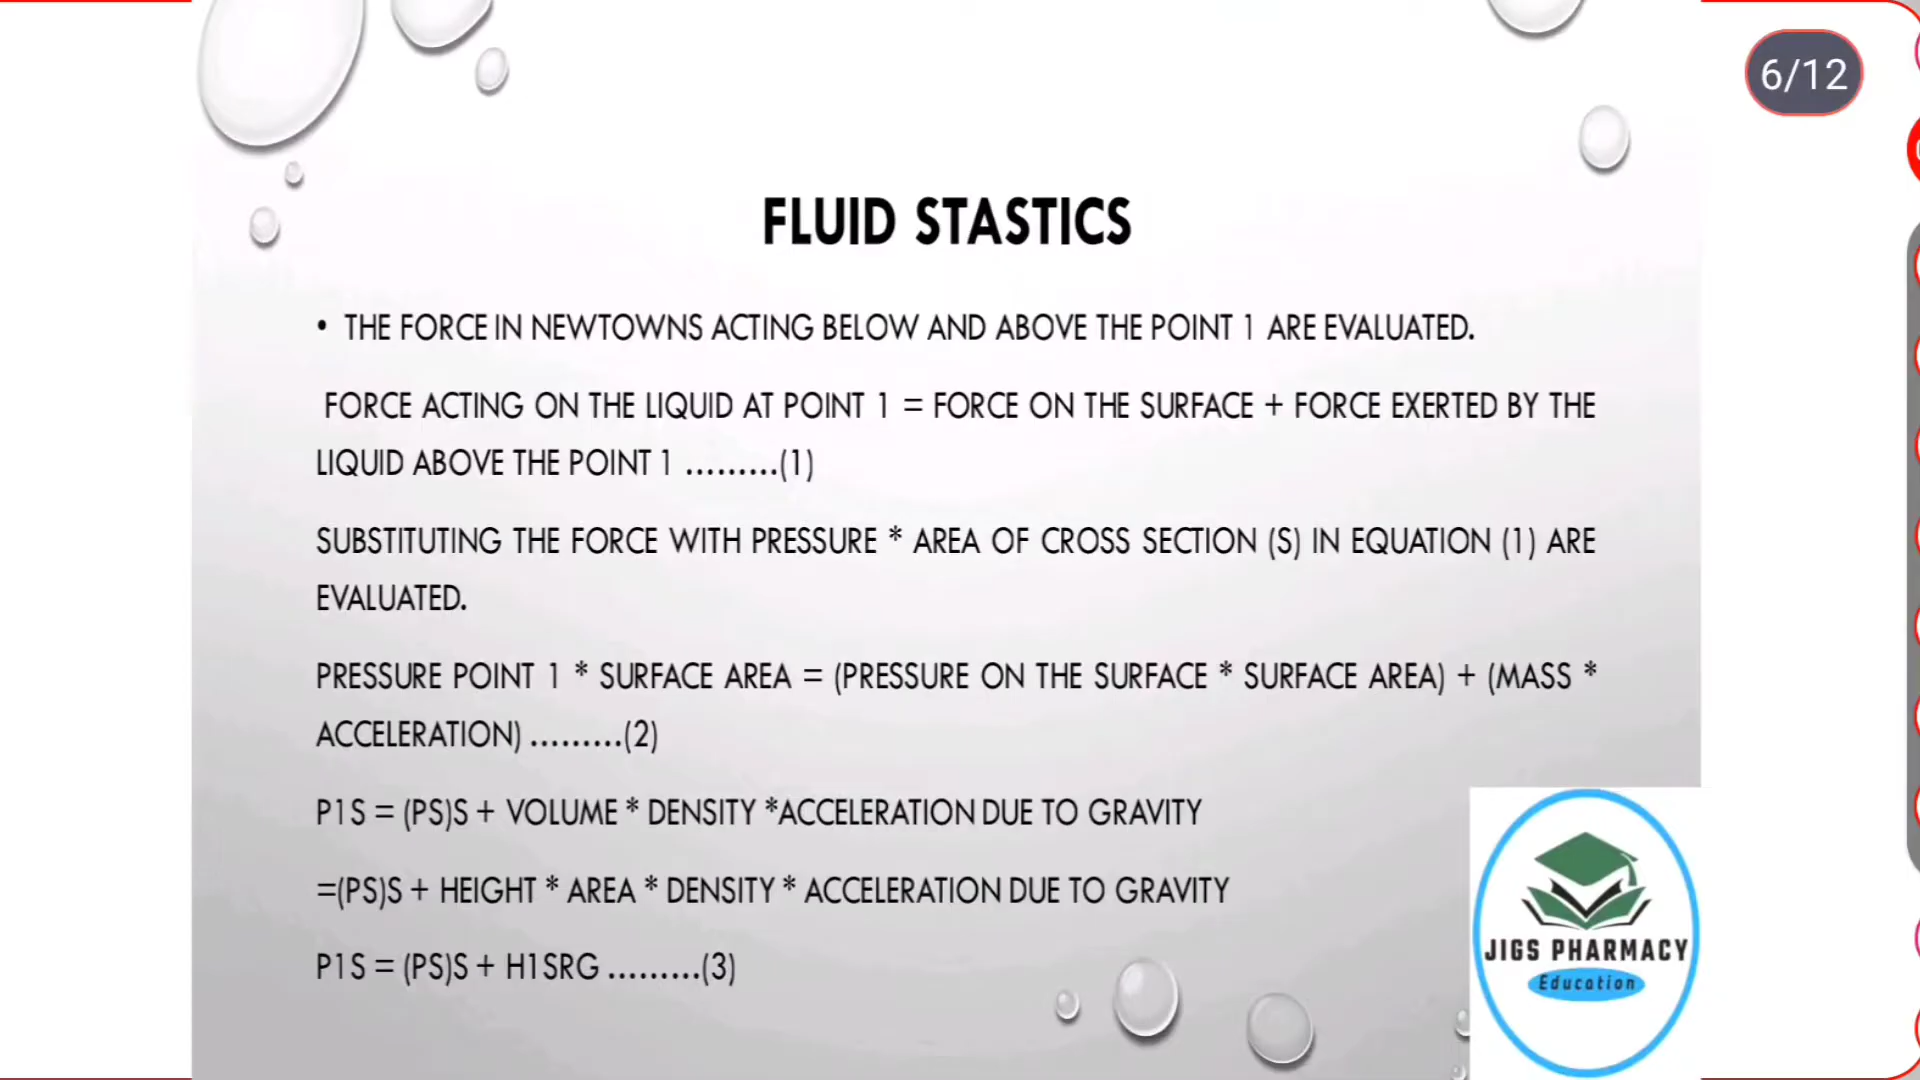 6/12
FLUID STASTICS
• THE FORCE IN NEWTOWNS ACTING BELOW AND ABOVE THE POINT 1 ARE EVALUATED.
FORCE ACTING ON THE LIQUID AT POINT 1 = FORCE ON THE SURFACE + FORCE EXERTED BY THE
LIQUID ABOVE THE POINT 1 .........(1)
SUBSTITUTING THE FORCE WITH PRESSURE * AREA OF CROSS SECTION (S) IN EQUATION (1) ARE
EVALUATED.
PRESSURE POINT 1 * SURFACE AREA = (PRESSURE ON THE SURFACE * SURFACE AREA) + (MASS *
ACCELERATION) .........(2)
P1S = (PS)S + VOLUME * DENSITY *ACCELERATION DUE TO GRAVITY
=(PS)S + HEIGHT * AREA * DENSITY * ACCELERATION DUE TO GRAVITY
P1S = (PS)S + H1SRG .........(3)
JIGS PHARMACY
Education